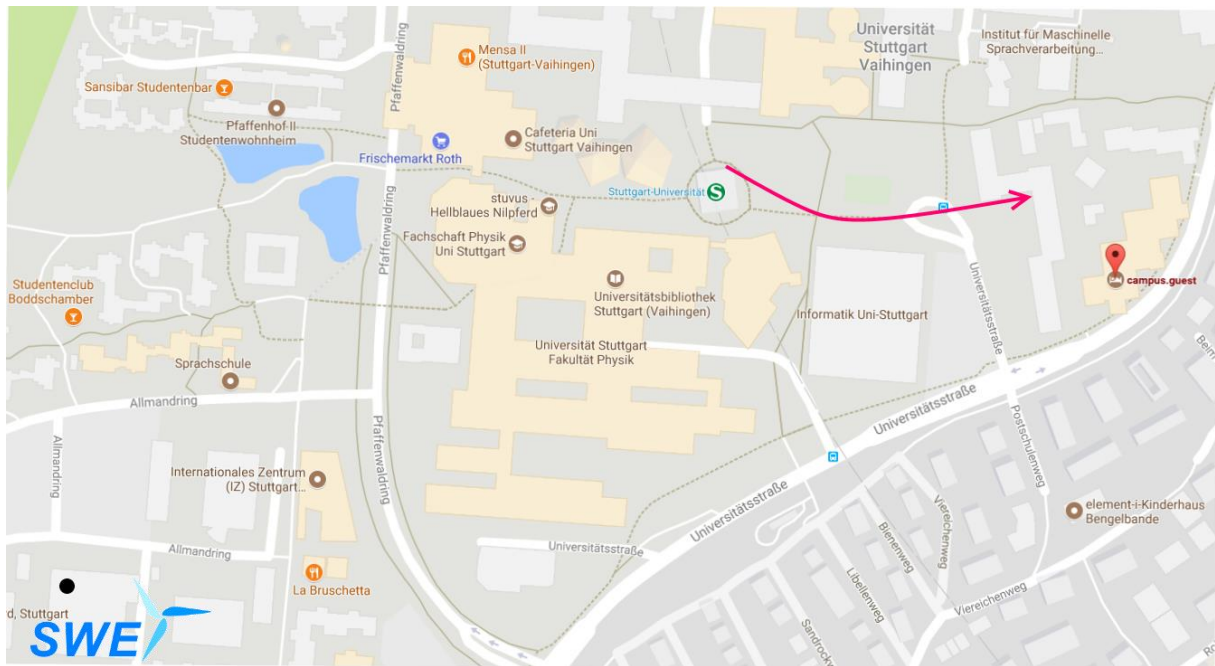 Universität
Stuttgart
Vaihingen
Institut für Maschinelle
Sprachverarbeitung...
Mensa II
(Stuttgart-Vaihingen)
Pfaffenwaldring
Sansibar Studentenbar
Pfaffenhof II
Studentenwohnheim
Cafeteria Uni
Stuttgart Vaihingen
Frischemarkt Roth
Stuttgart-Universität
S
stuvus -
Hellblaues Nilpferd
Pfaffenwaldring
Fachschaft Physik
Uni Stuttgart
Studentenclub
Boddschamber
Universitätsbibliothek
Stuttgart (Vaihingen)
Informatik Uni-Stuttgart
Universitätsstraße
campus.guest
Universität Stuttgart
Fakultät Physik
Sprachschule
Allmandring
Universitätsstraße
Postschulenweg
Allmandring
Pfaffenwaldring
Internationales Zentrum
(IZ) Stuttgart...
Universitätsstraße
Viereichenweg
element-i-Kinderhaus
Bengelbande
Allmandring
Universitätsstraße
Bienenweg
Libellenweg
La Bruschetta
Viereichenweg
rd, Stuttgart
SWE